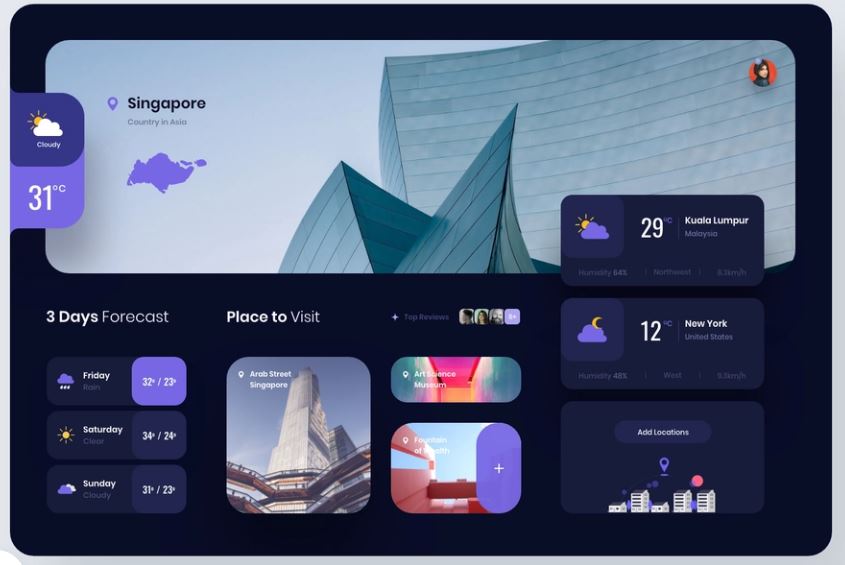 Singapore
Country in Asia
Cloudy
31°C
29°C
Kuala Lumpur
Malaysia
Humidity 64% | Northwest | 8.3km/h
3 Days Forecast
Place to Visit
Top Reviews
12°C
New York
United States
Humidity 48% | West | 9.3km/h
Friday
Rain
32° / 23°
Saturday
Clear
34° / 24°
Sunday
Cloudy
31° / 23°
Arab Street
Singapore
Art Science
Museum
Fountain
of Wealth
+
Add Locations